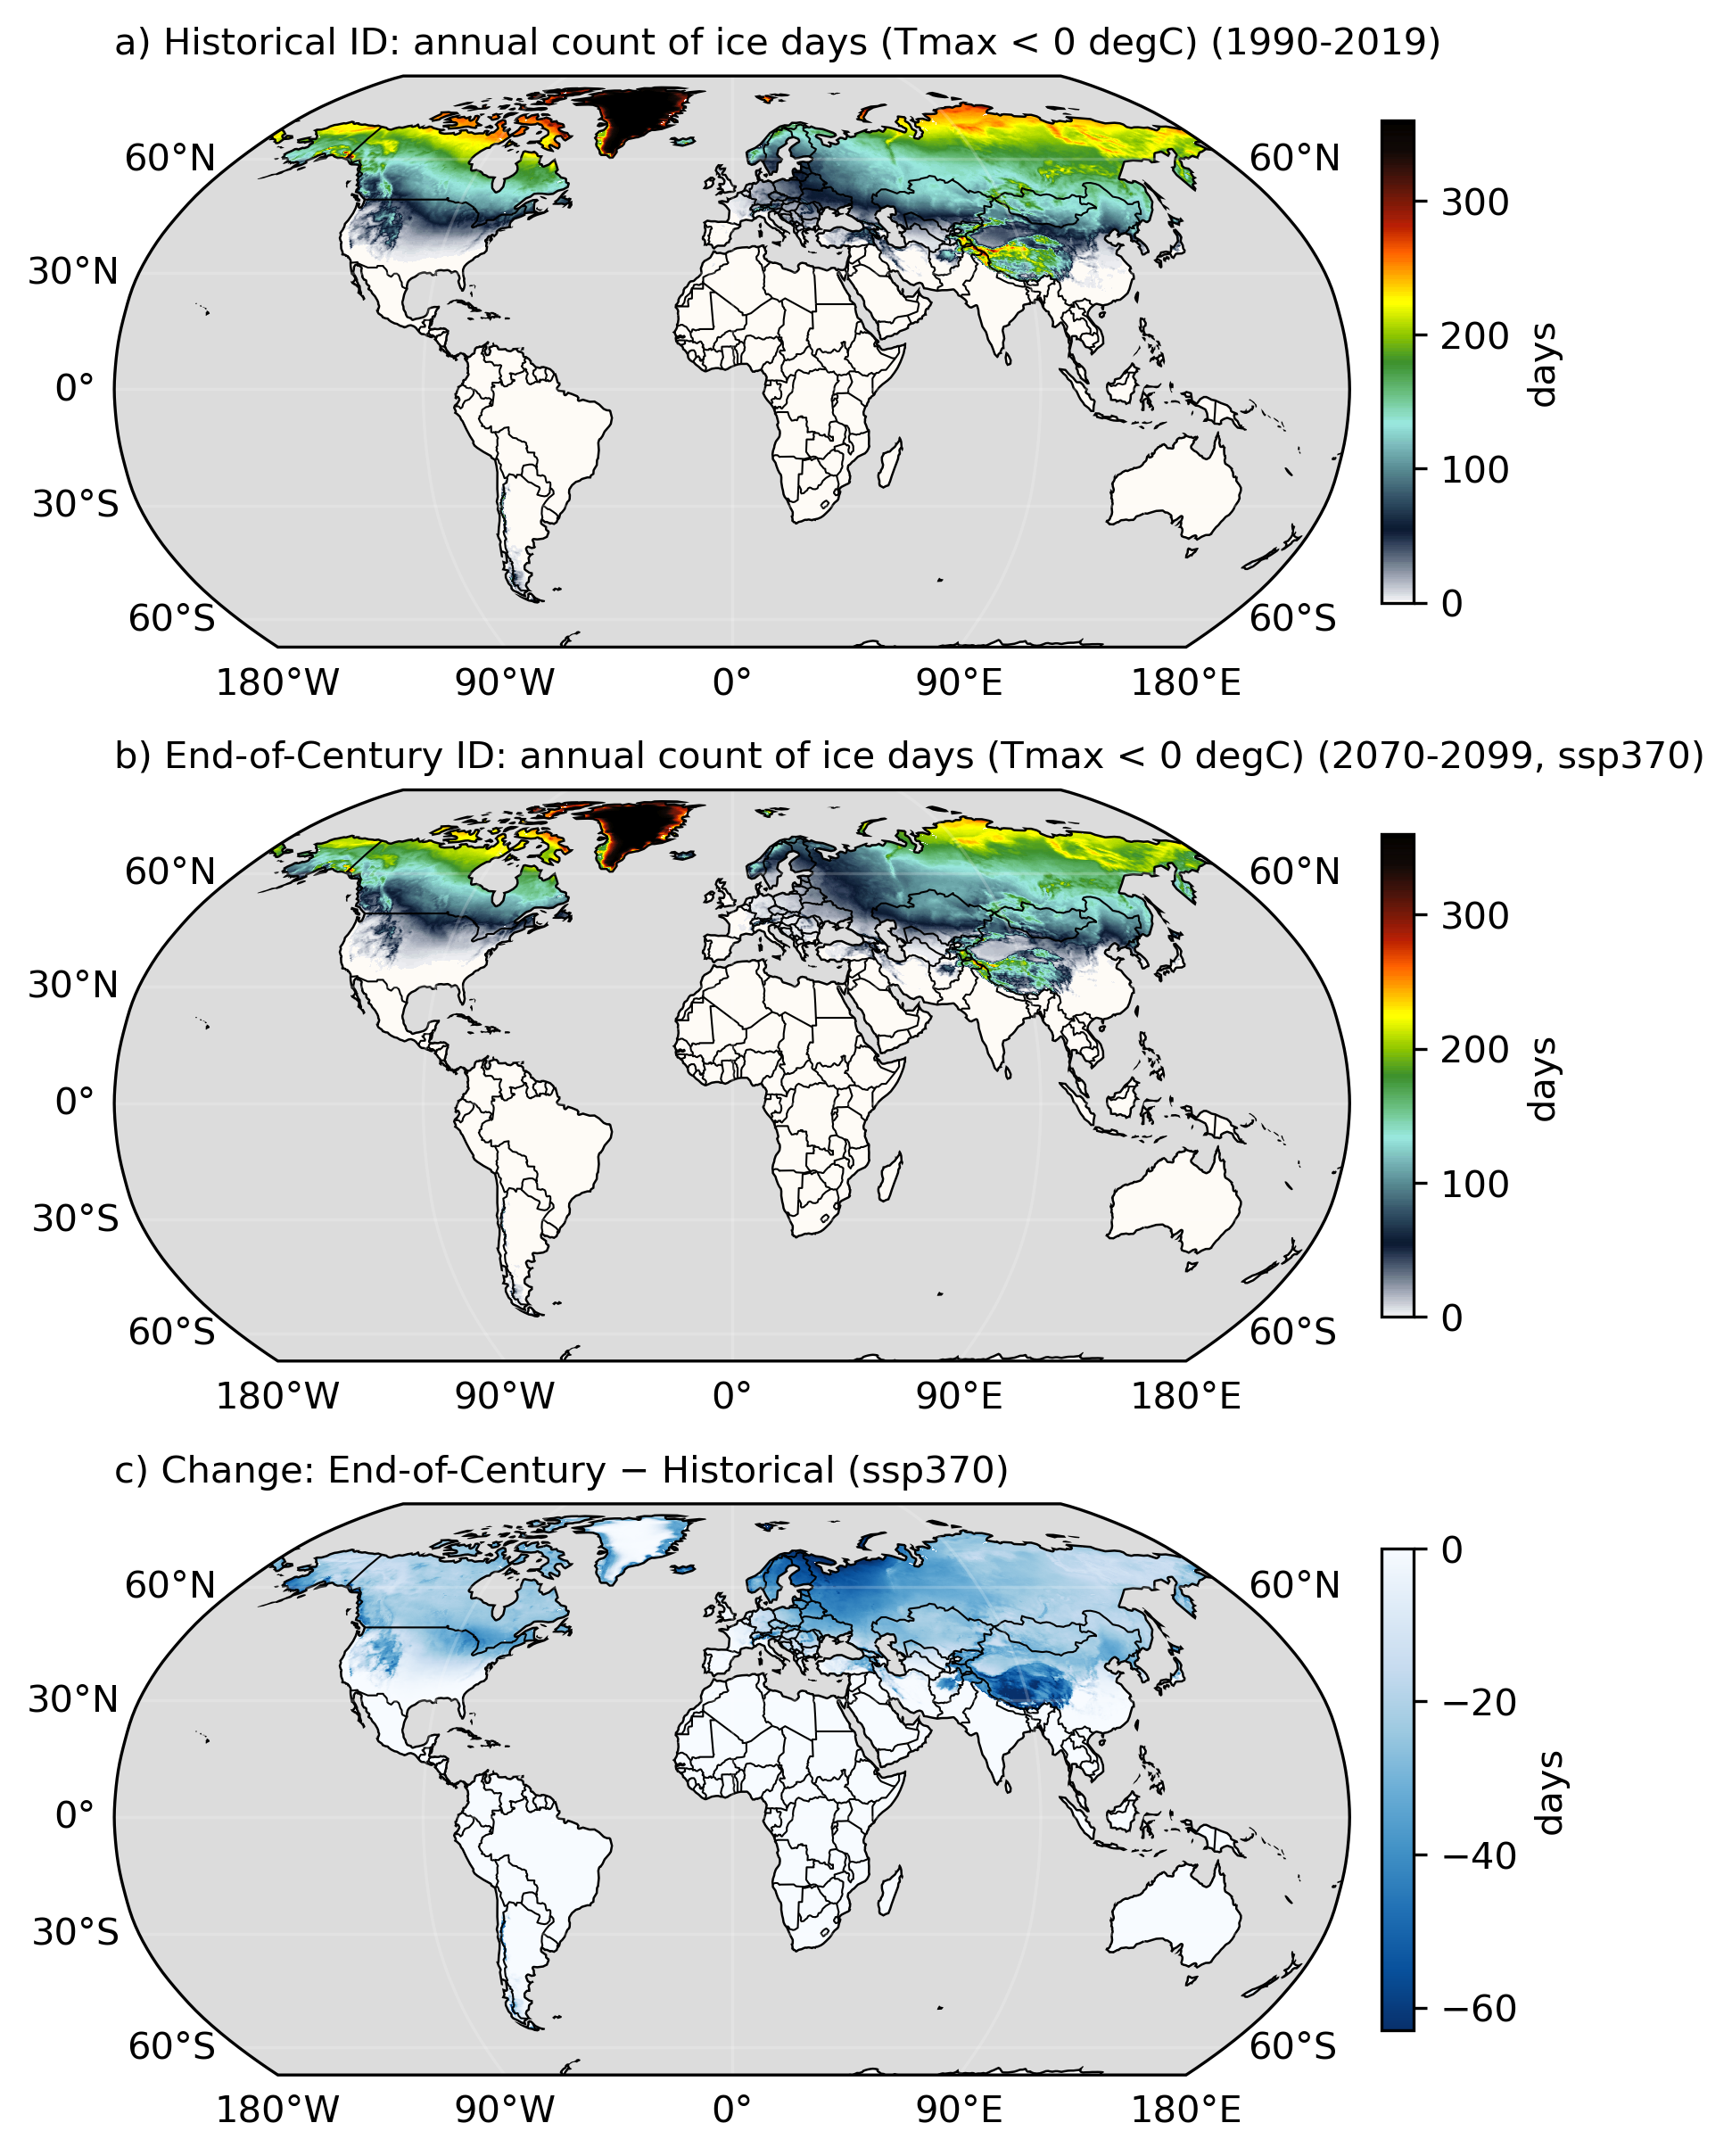 a) Historical ID: annual count of ice days (Tmax < 0 degC) (1990-2019)
60°N 60°N
30°N
0°
30°S
60°S 60°S
180°W 90°W 0° 90°E 180°E
300
200
100
0
days
b) End-of-Century ID: annual count of ice days (Tmax < 0 degC) (2070-2099, ssp370)
60°N 60°N
30°N
0°
30°S
60°S 60°S
180°W 90°W 0° 90°E 180°E
300
200
100
0
days
c) Change: End-of-Century − Historical (ssp370)
60°N 60°N
30°N
0°
30°S
60°S 60°S
180°W 90°W 0° 90°E 180°E
0
−20
−40
−60
days